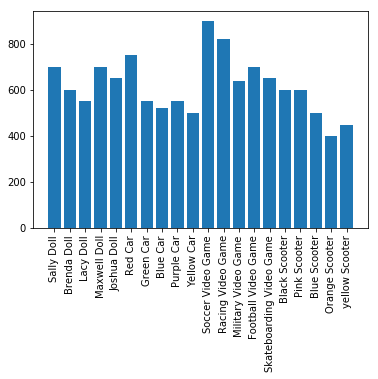 800
600
400
200
0
Sally Doll
Brenda Doll
Lacy Doll
Maxwell Doll
Joshua Doll
Red Car
Green Car
Blue Car
Purple Car
Yellow Car
Soccer Video Game
Racing Video Game
Military Video Game
Football Video Game
Skateboarding Video Game
Black Scooter
Pink Scooter
Blue Scooter
Orange Scooter
yellow Scooter